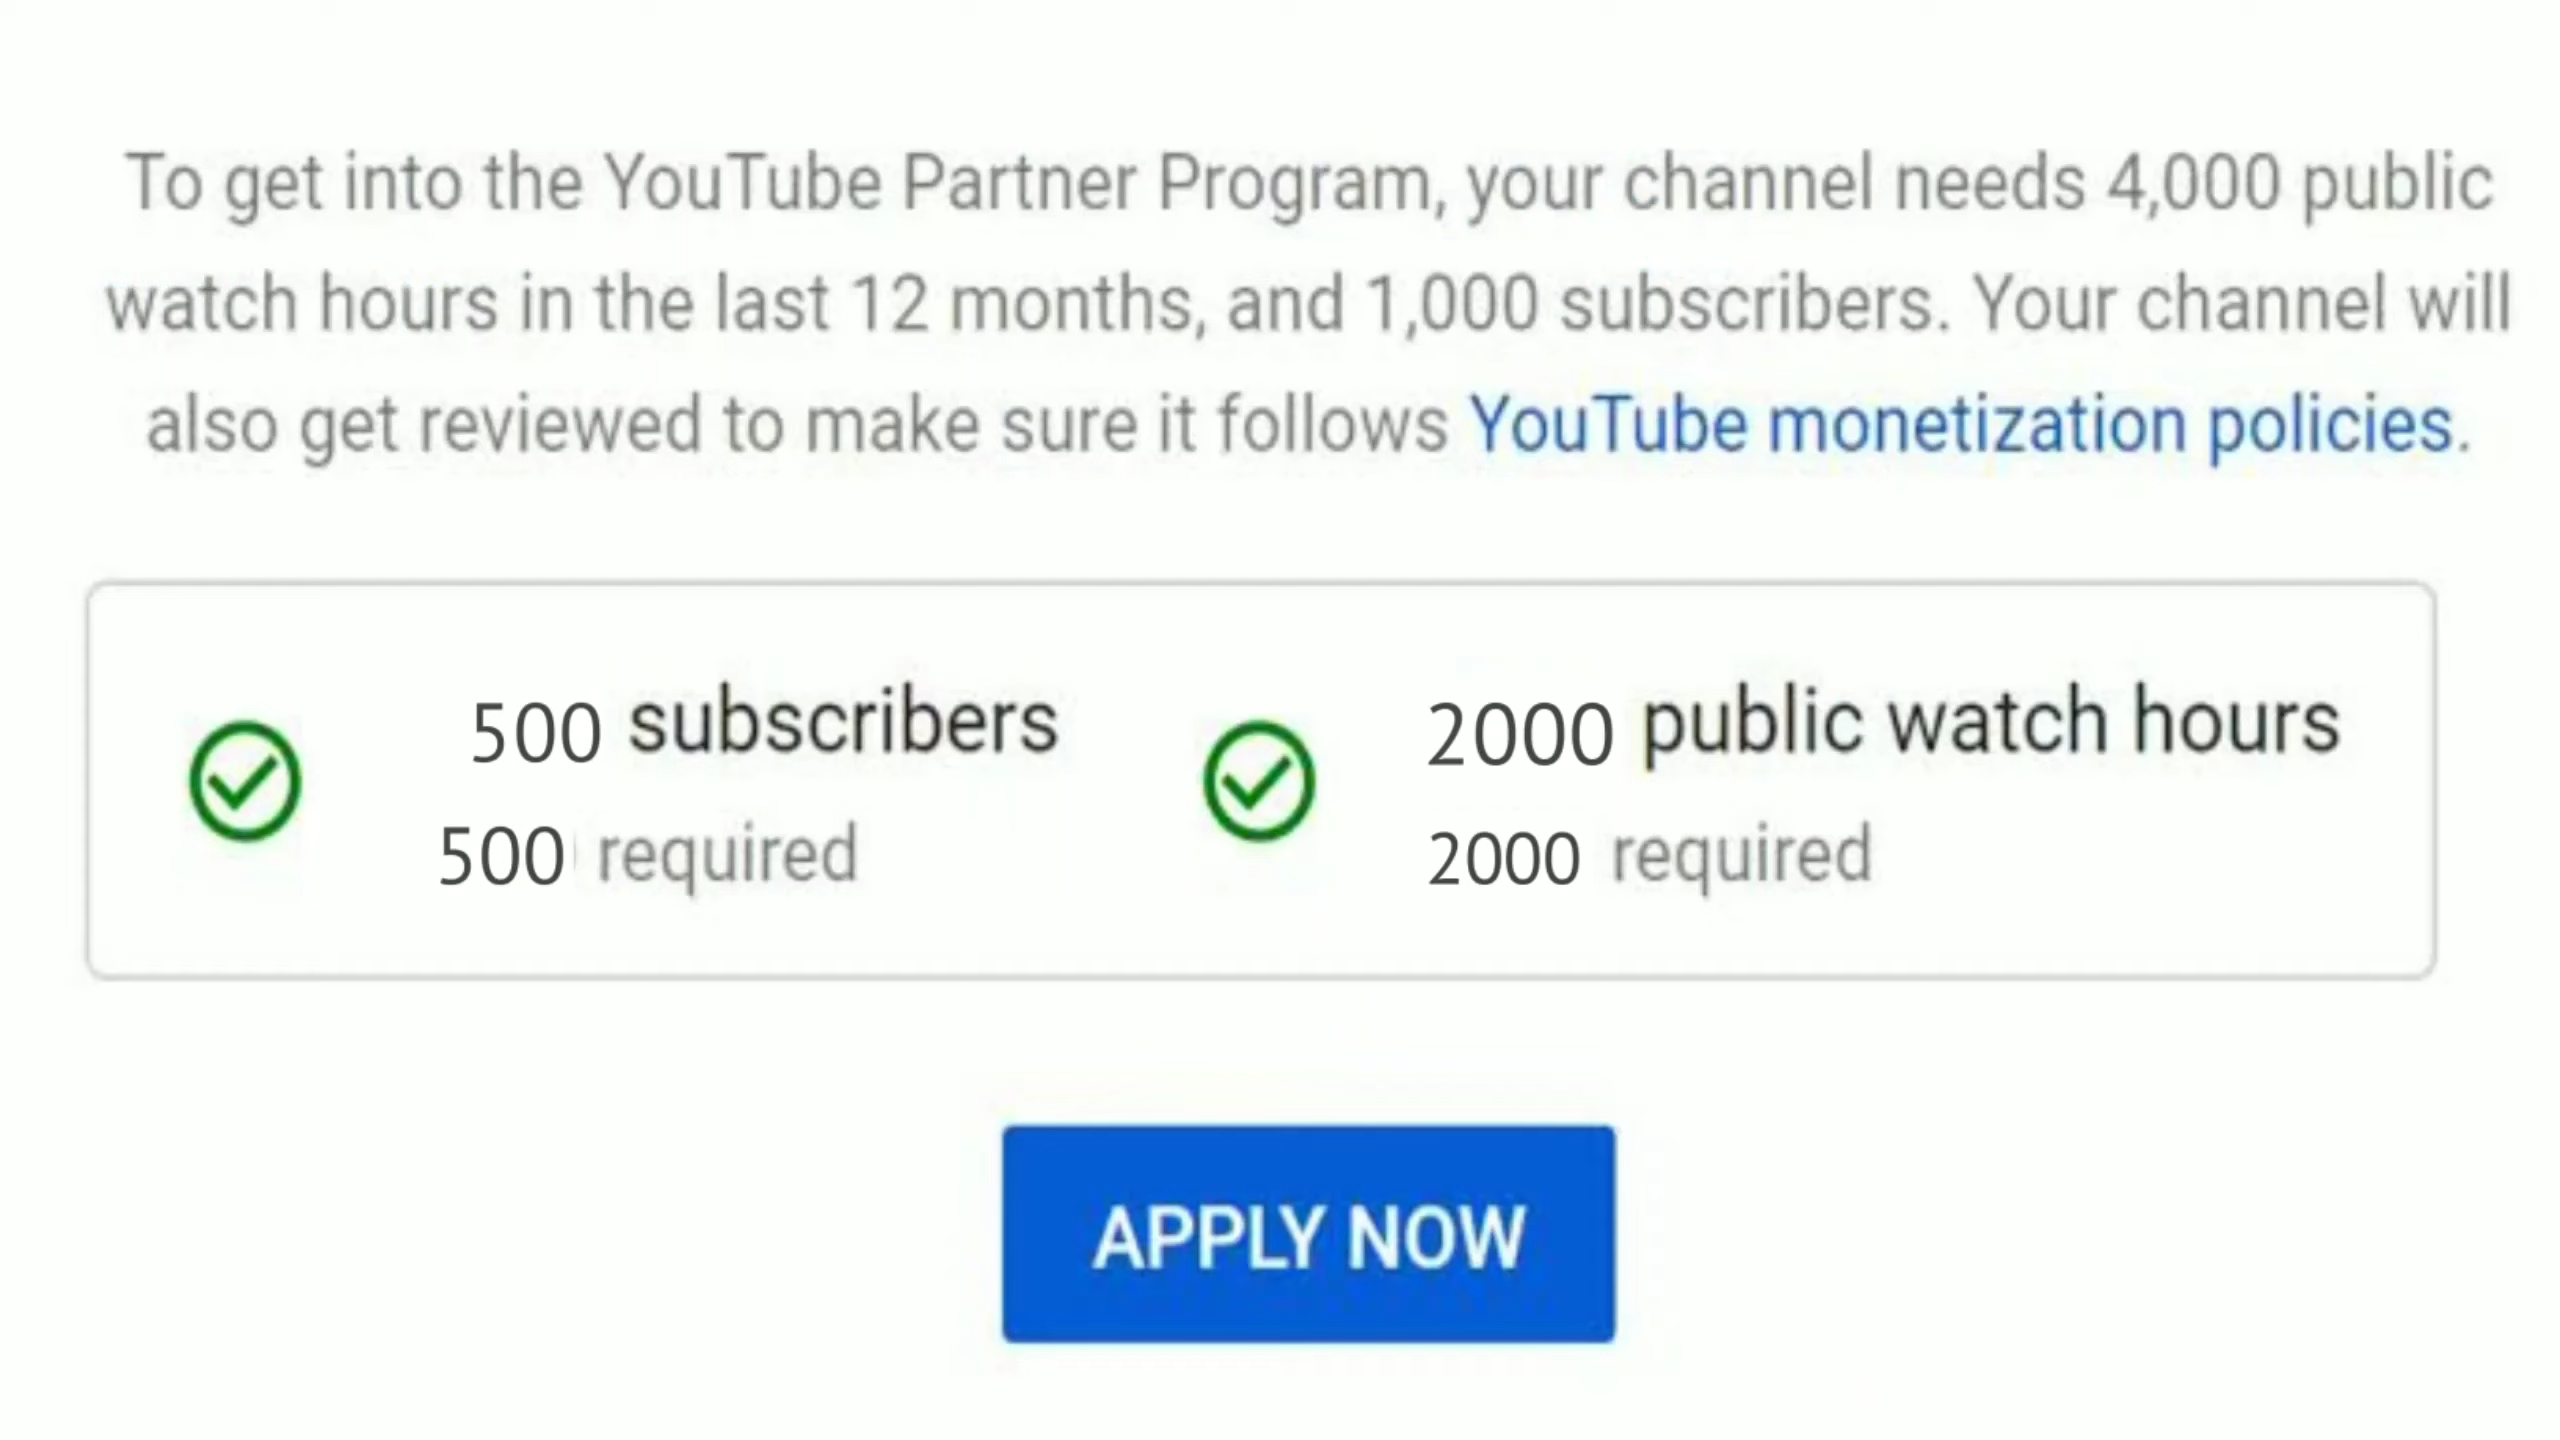 To get into the YouTube Partner Program, your channel needs 4,000 public
watch hours in the last 12 months, and 1,000 subscribers. Your channel will
also get reviewed to make sure it follows YouTube monetization policies.
500 subscribers
500 required
2000 public watch hours
2000 required
APPLY NOW